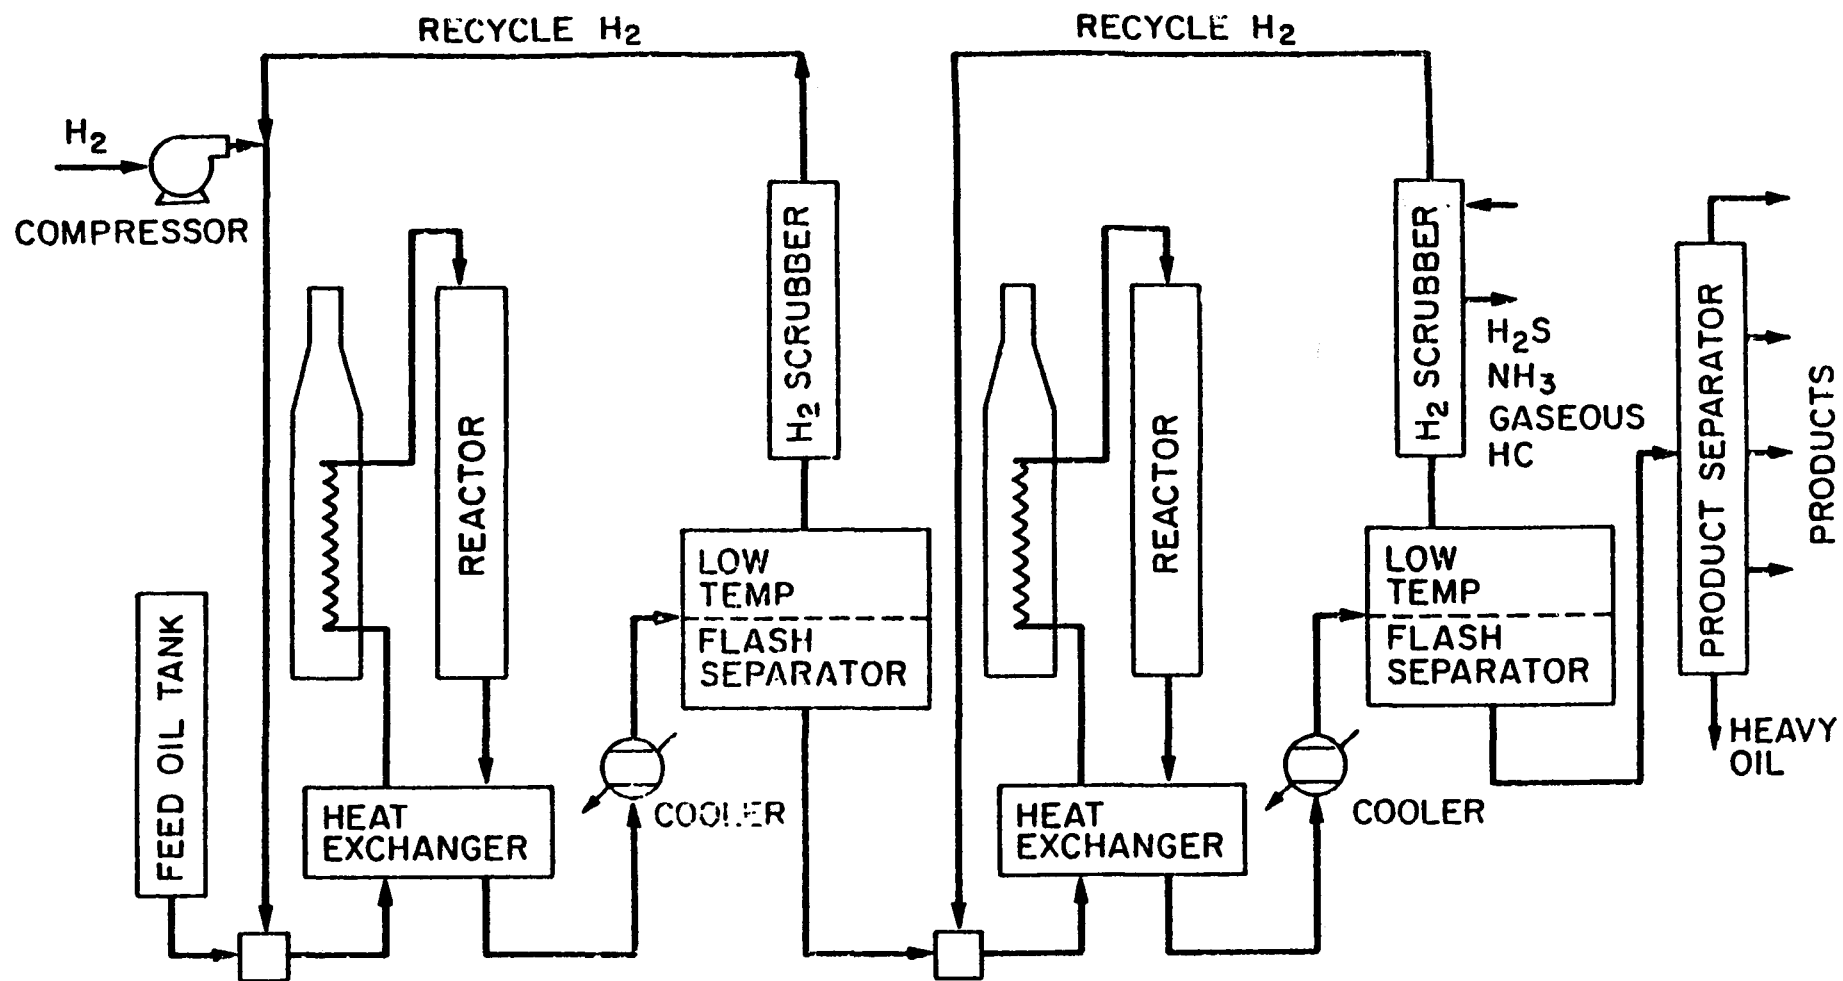 RECYCLE H2
RECYCLE H2
H2
COMPRESSOR
H2 SCRUBBER
H2 SCRUBBER
H2S
NH3
GASEOUS
HC
REACTOR
REACTOR
PRODUCT SEPARATOR
PRODUCTS
LOW
TEMP
FLASH
SEPARATOR
LOW
TEMP
FLASH
SEPARATOR
FEED OIL TANK
HEAT
EXCHANGER
COOLER
HEAT
EXCHANGER
COOLER
HEAVY
OIL